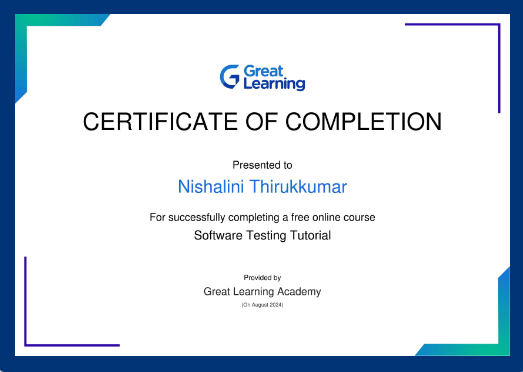 Great
Learning
CERTIFICATE OF COMPLETION
Presented to
Nishalini Thirukkumar
For successfully completing a free online course
Software Testing Tutorial
Provided by
Great Learning Academy
(On August 2024)